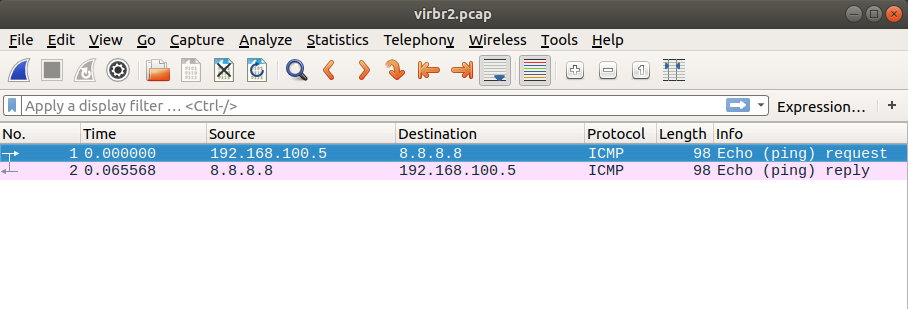 virbr2.pcap
File Edit View Go Capture Analyze Statistics Telephony Wireless Tools Help
Apply a display filter … <Ctrl-/> Expression… +
No. Time Source Destination Protocol Length Info
1 0.000000 192.168.100.5 8.8.8.8 ICMP 98 Echo (ping) request
2 0.065568 8.8.8.8 192.168.100.5 ICMP 98 Echo (ping) reply